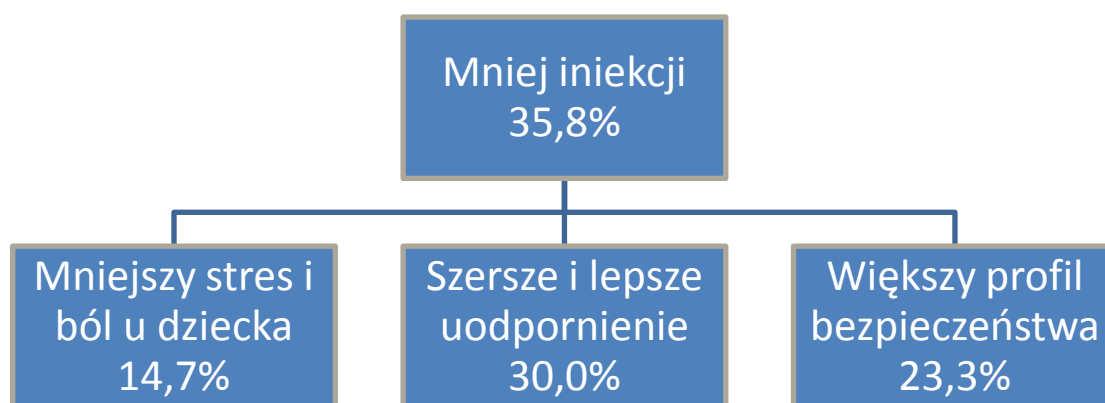 Mniej iniekcji
35,8%
Mniejszy stres i
ból u dziecka
14,7%
Szersze i lepsze
uodpornienie
30,0%
Większy profil
bezpieczeństwa
23,3%